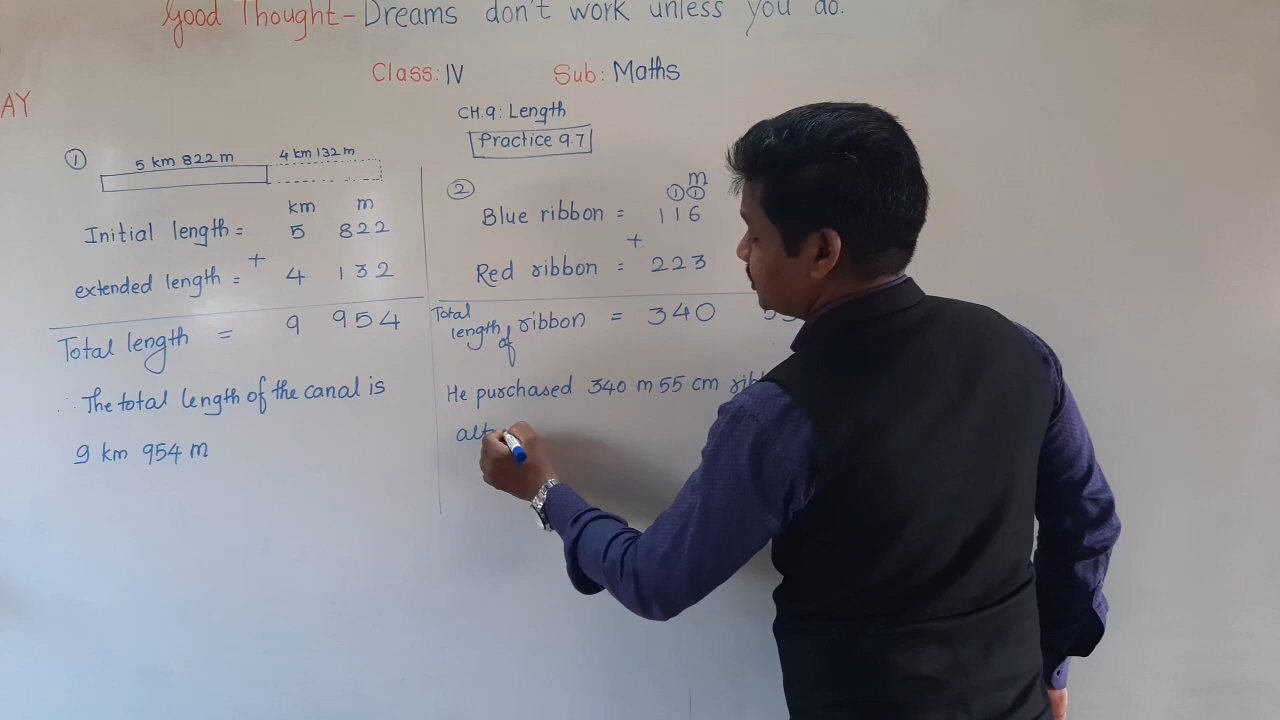 Good Thought - Dreams don't work unless you do.
Class: IV Sub: Maths
AY
CH.9: Length
Practice 9.7
① 5 km 822 m 4 km 132 m
km m
Initial length = 5 822
+
extended length = 4 132
Total length = 9 954
∴ The total length of the canal is
9 km 954 m
② m
① ①
Blue ribbon = 116
+
Red ribbon = 223
Total length of ribbon = 340
He purchased 340 m 55 cm